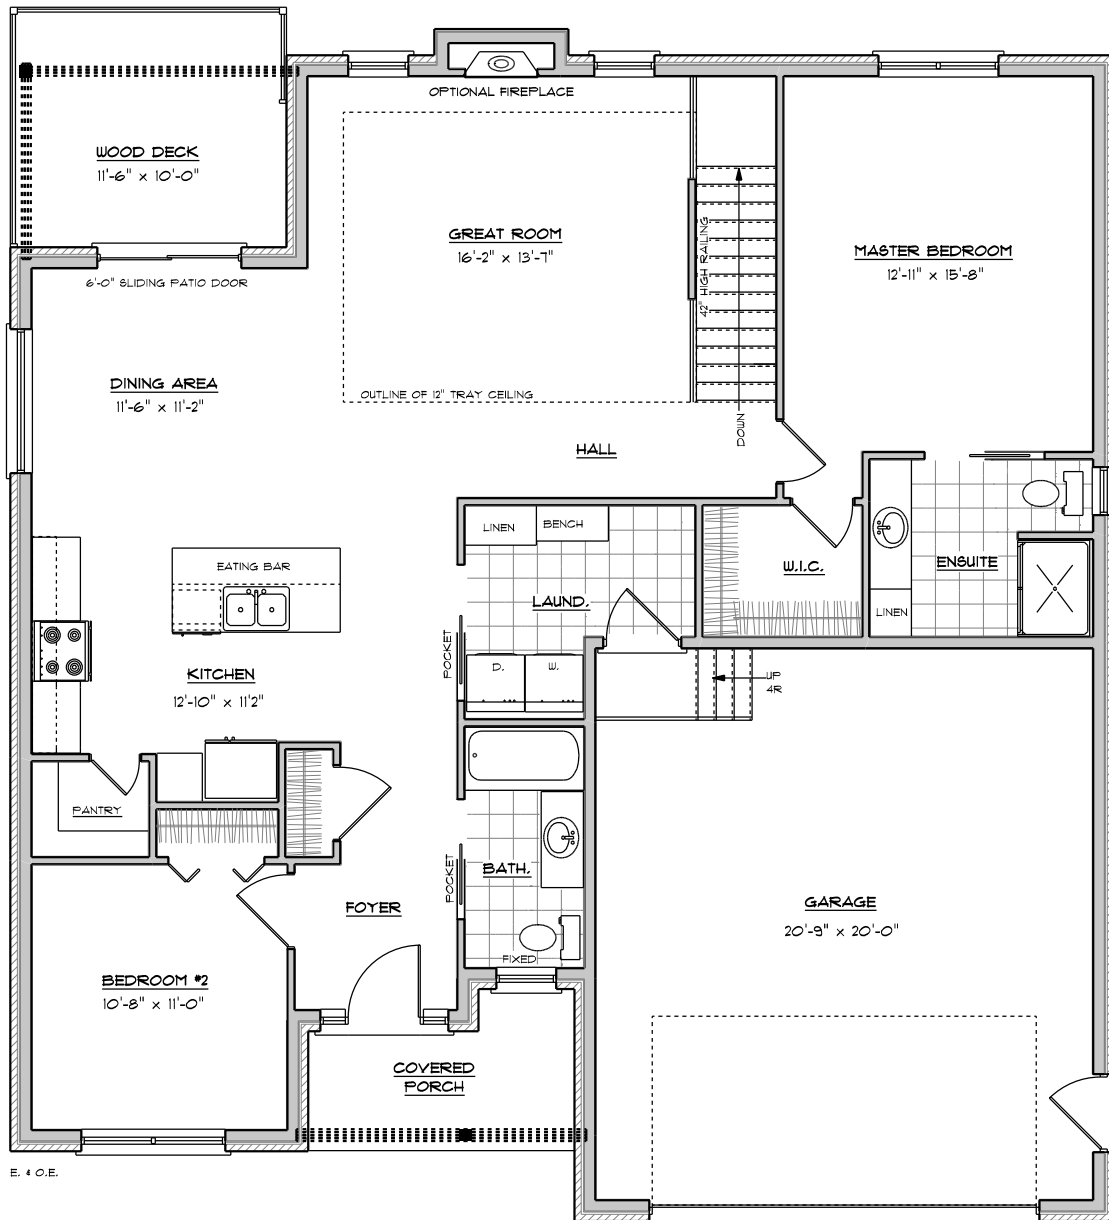 OPTIONAL FIREPLACE
WOOD DECK
11'-6" x 10'-0"
GREAT ROOM
16'-2" x 13'-7"
42" HIGH RAILING
MASTER BEDROOM
12'-11" x 15'-8"
6'-0" SLIDING PATIO DOOR
DINING AREA
11'-6" x 11'-2"
OUTLINE OF 12" TRAY CEILING
DOWN
HALL
LINEN
BENCH
EATING BAR
W.I.C.
ENSUITE
LAUND.
LINEN
POCKET
D.
W.
KITCHEN
12'-10" x 11'2"
UP
4R
PANTRY
BATH.
POCKET
FOYER
GARAGE
20'-9" x 20'-0"
FIXED
BEDROOM #2
10'-8" x 11'-0"
COVERED
PORCH
E. & O.E.